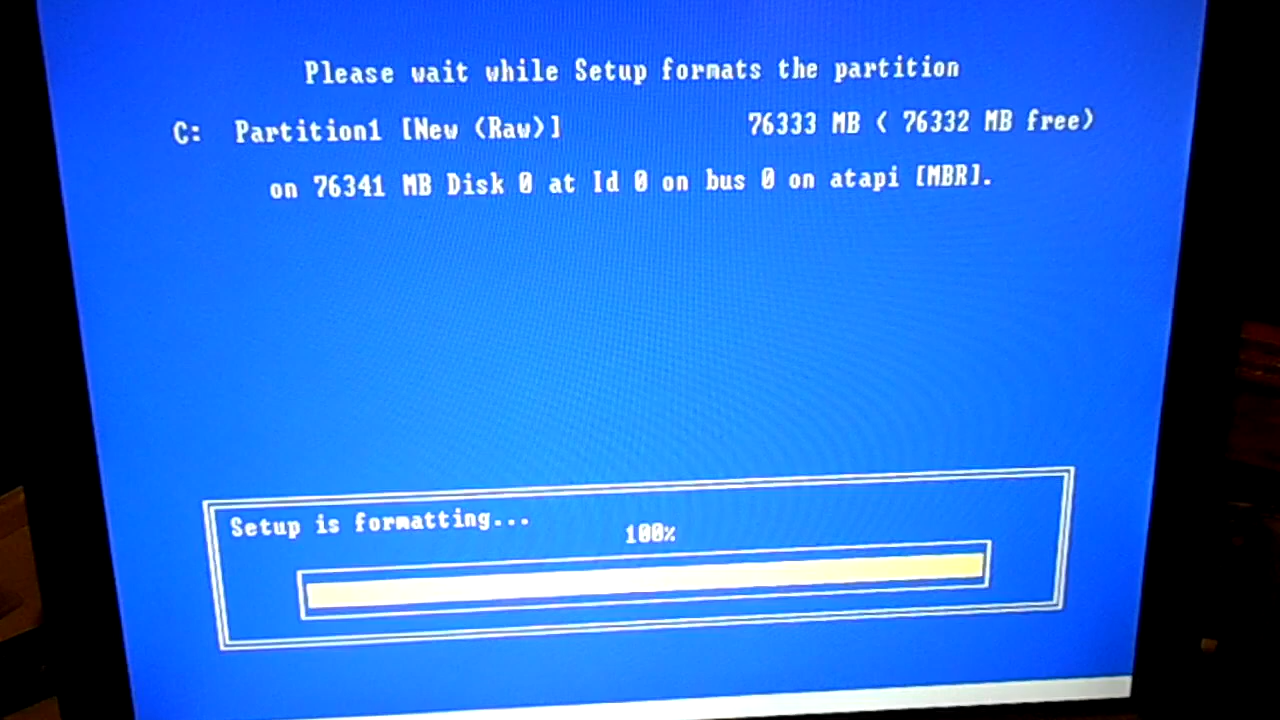 Please wait while Setup formats the partition
C: Partition1 [New (Raw)] 76333 MB ( 76332 MB free)
on 76341 MB Disk 0 at Id 0 on bus 0 on atapi [MBR].
Setup is formatting...
100%